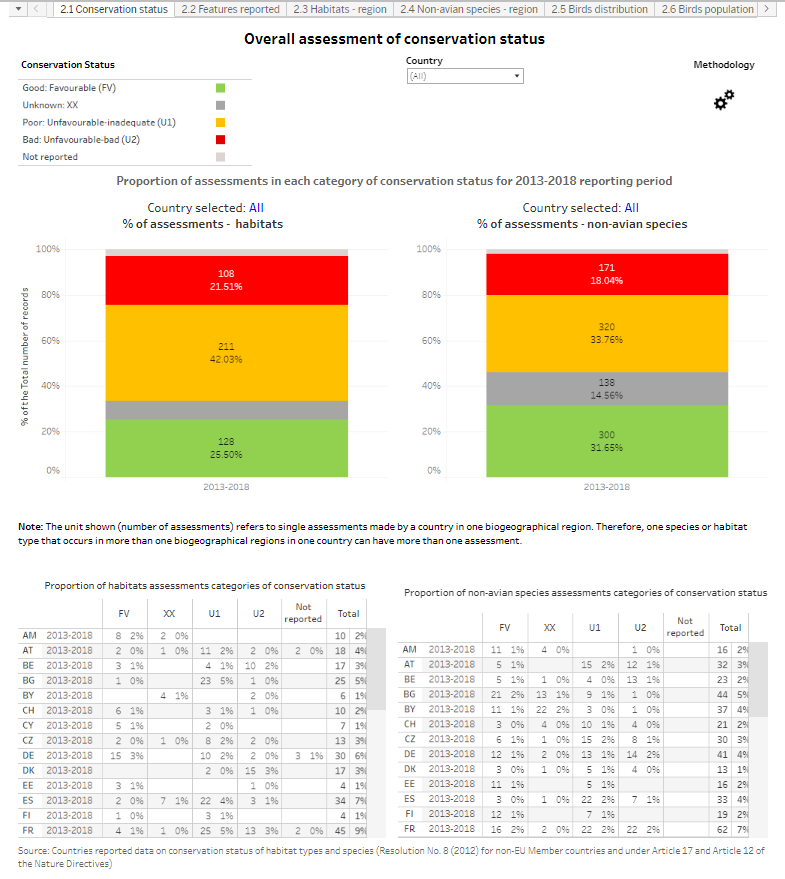 2.1 Conservation status 2.2 Features reported 2.3 Habitats - region 2.4 Non-avian species - region 2.5 Birds distribution 2.6 Birds population
Overall assessment of conservation status
Conservation Status
Country
Methodology
(All)
Good: Favourable (FV)
Unknown: XX
Poor: Unfavourable-inadequate (U1)
Bad: Unfavourable-bad (U2)
Not reported
Proportion of assessments in each category of conservation status for 2013-2018 reporting period
Country selected: All
% of assessments - habitats
Country selected: All
% of assessments - non-avian species
% of the Total number of records
100%
80%
60%
40%
20%
0%
108
21.51%
211
42.03%
128
25.50%
2013-2018
100%
80%
60%
40%
20%
0%
171
18.04%
320
33.76%
138
14.56%
300
31.65%
2013-2018
Note: The unit shown (number of assessments) refers to single assessments made by a country in one biogeographical region. Therefore, one species or habitat
type that occurs in more than one biogeographical regions in one country can have more than one assessment.
Proportion of habitats assessments categories of conservation status
FV XX U1 U2 Not reported Total
AM 2013-2018 8 2% 2 0% 10 2%
AT 2013-2018 2 0% 1 0% 11 2% 2 0% 2 0% 18 4%
BE 2013-2018 3 1% 4 1% 10 2% 17 3%
BG 2013-2018 1 0% 23 5% 1 0% 25 5%
BY 2013-2018 4 1% 2 0% 6 1%
CH 2013-2018 6 1% 3 1% 1 0% 10 2%
CY 2013-2018 5 1% 2 0% 7 1%
CZ 2013-2018 2 0% 1 0% 8 2% 2 0% 13 3%
DE 2013-2018 15 3% 10 2% 2 0% 3 1% 30 6%
DK 2013-2018 2 0% 15 3% 17 3%
EE 2013-2018 3 1% 1 0% 4 1%
ES 2013-2018 2 0% 7 1% 22 4% 3 1% 34 7%
FI 2013-2018 1 0% 3 1% 4 1%
FR 2013-2018 4 1% 1 0% 25 5% 13 3% 2 0% 45 9%
Proportion of non-avian species assessments categories of conservation status
FV XX U1 U2 Not reported Total
AM 2013-2018 11 1% 4 0% 1 0% 16 2%
AT 2013-2018 5 1% 15 2% 12 1% 32 3%
BE 2013-2018 5 1% 1 0% 4 0% 13 1% 23 2%
BG 2013-2018 21 2% 13 1% 9 1% 1 0% 44 5%
BY 2013-2018 11 1% 22 2% 3 0% 1 0% 37 4%
CH 2013-2018 3 0% 4 0% 10 1% 4 0% 21 2%
CZ 2013-2018 6 1% 1 0% 15 2% 8 1% 30 3%
DE 2013-2018 12 1% 2 0% 13 1% 14 2% 41 4%
DK 2013-2018 3 0% 1 0% 5 1% 4 0% 13 1%
EE 2013-2018 11 1% 5 1% 16 2%
ES 2013-2018 3 0% 1 0% 22 2% 7 1% 33 4%
FI 2013-2018 12 1% 7 1% 19 2%
FR 2013-2018 16 2% 2 0% 22 2% 22 2% 62 7%
Source: Countries reported data on conservation status of habitat types and species (Resolution No. 8 (2012) for non-EU Member countries and under Article 17 and Article 12 of
the Nature Directives)